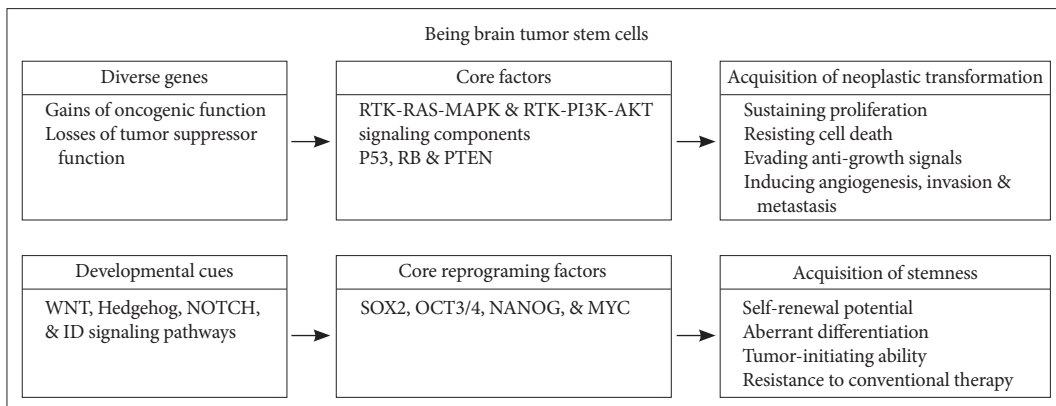 Being brain tumor stem cells
Diverse genes
Gains of oncogenic function
Losses of tumor suppressor
function
Core factors
RTK-RAS-MAPK & RTK-PI3K-AKT
signaling components
P53, RB & PTEN
Acquisition of neoplastic transformation
Sustaining proliferation
Resisting cell death
Evading anti-growth signals
Inducing angiogenesis, invasion &
metastasis
Developmental cues
WNT, Hedgehog, NOTCH,
& ID signaling pathways
Core reprograming factors
SOX2, OCT3/4, NANOG, & MYC
Acquisition of stemness
Self-renewal potential
Aberrant differentiation
Tumor-initiating ability
Resistance to conventional therapy